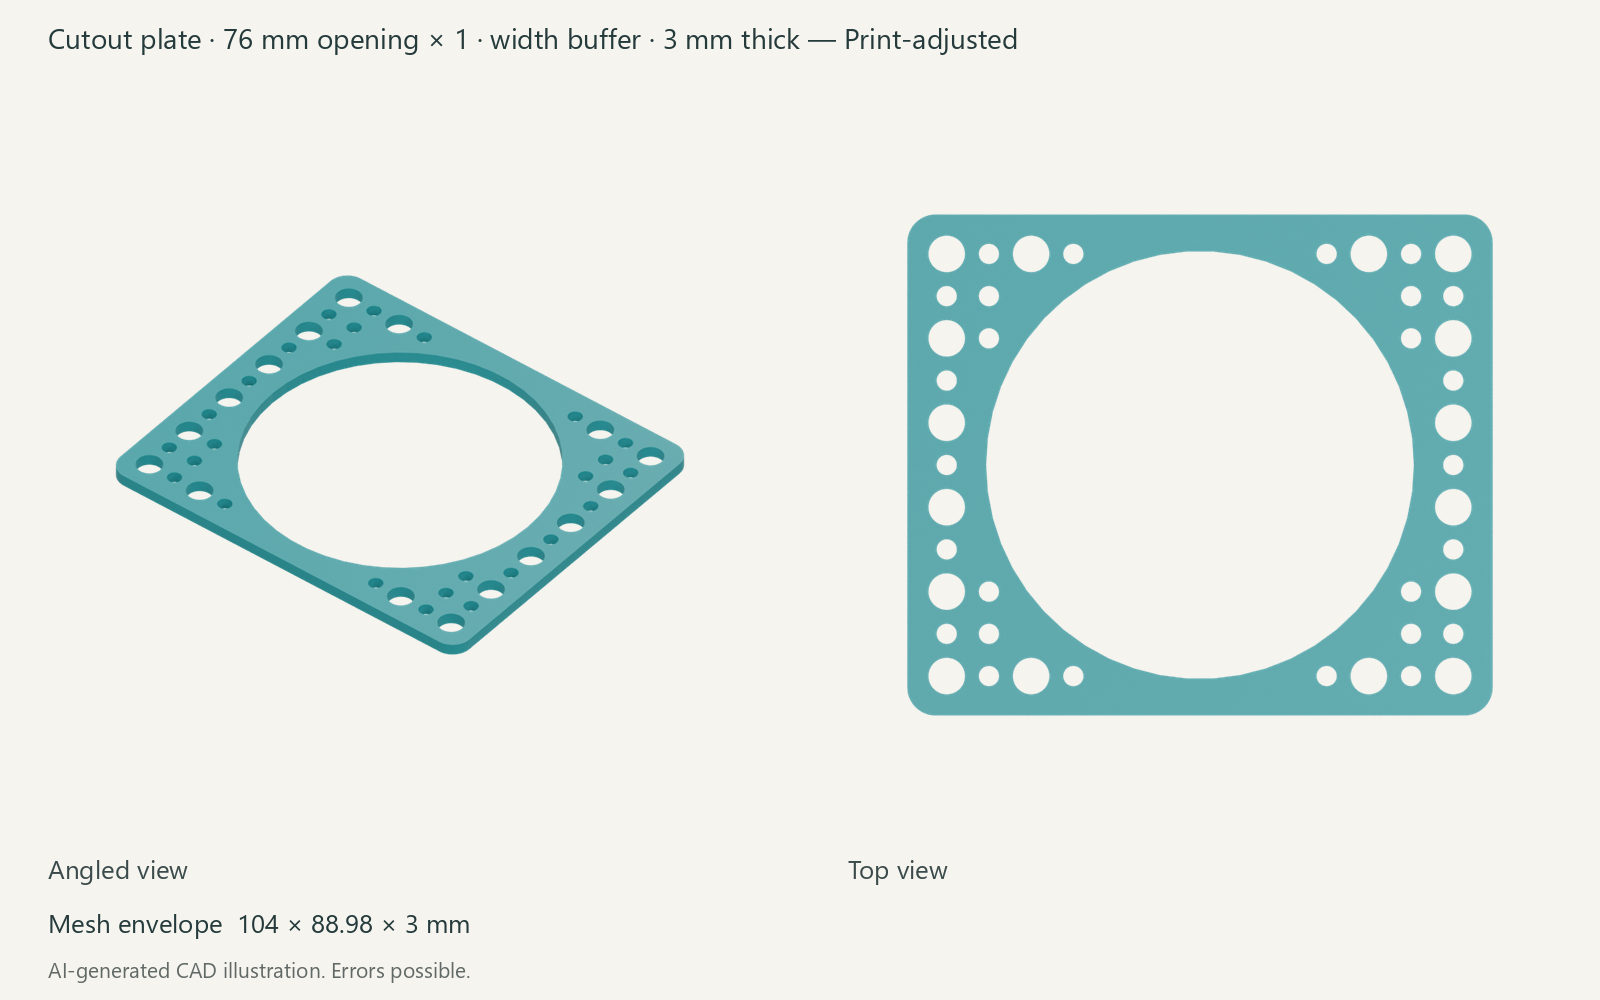 Cutout plate · 76 mm opening × 1 · width buffer · 3 mm thick — Print-adjusted
Angled view
Top view
Mesh envelope 104 × 88.98 × 3 mm
AI-generated CAD illustration. Errors possible.